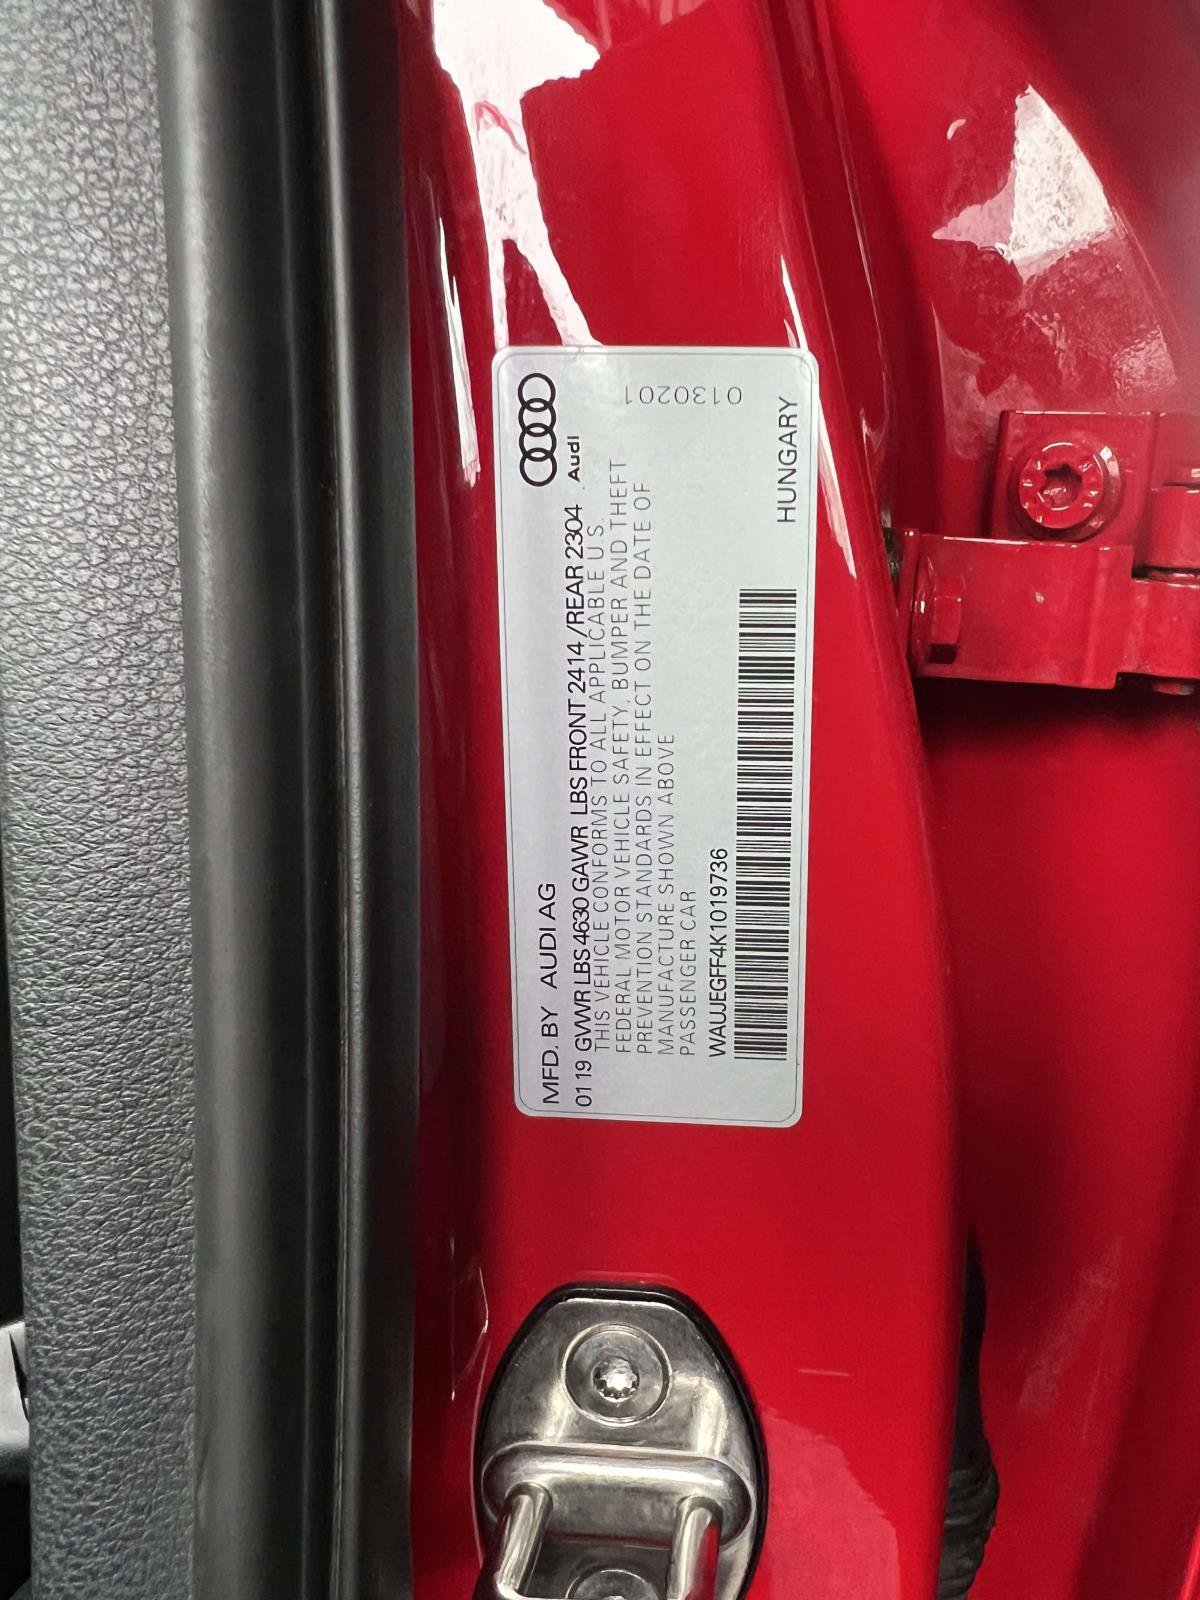 Audi
MFD. BY AUDI AG
01 19 GVWR LBS 4630 GAWR LBS FRONT 2414 /REAR 2304
THIS VEHICLE CONFORMS TO ALL APPLICABLE U.S.
FEDERAL MOTOR VEHICLE SAFETY, BUMPER AND THEFT
PREVENTION STANDARDS IN EFFECT ON THE DATE OF
MANUFACTURE SHOWN ABOVE
PASSENGER CAR
WAUJEGFF4K1019736
HUNGARY
0130201